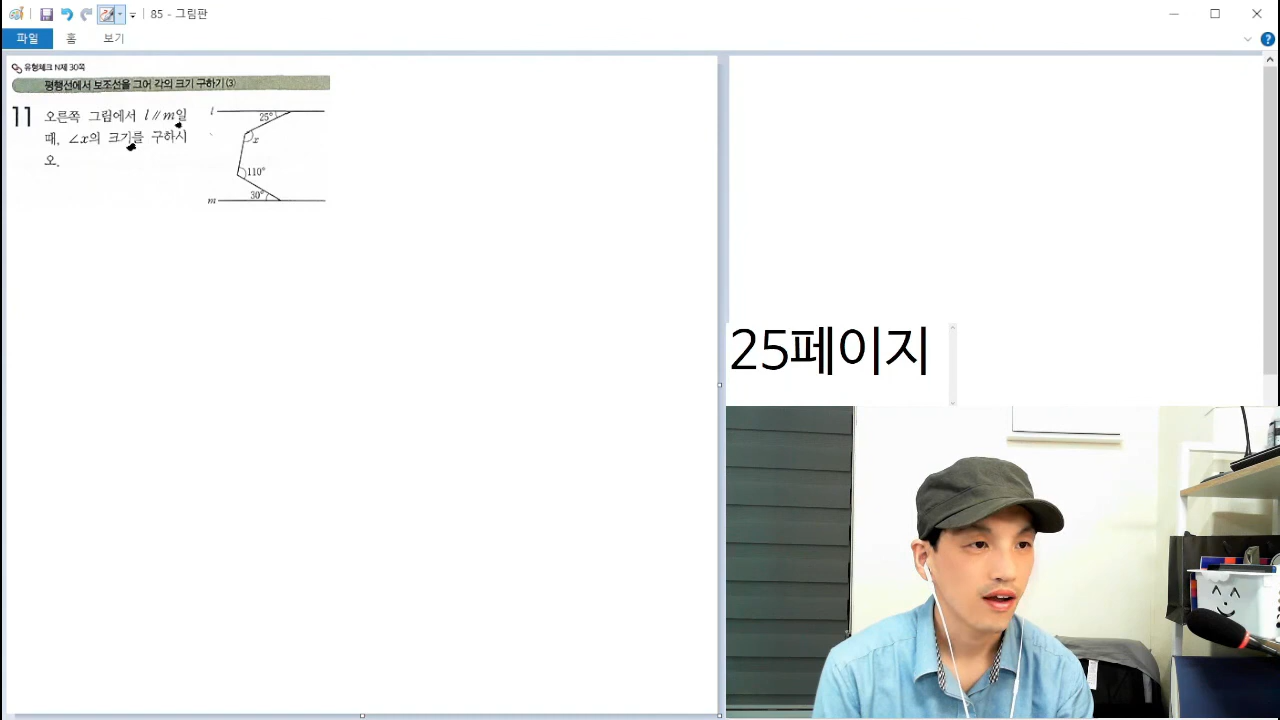 85 - 그림판
파일 홈 보기
유형체크 N제 30쪽
평행선에서 보조선을 그어 각의 크기 구하기 (3)
11 오른쪽 그림에서 l∥m일
때, ∠x의 크기를 구하시
오.
l
25°
x
110°
30°
m
25페이지